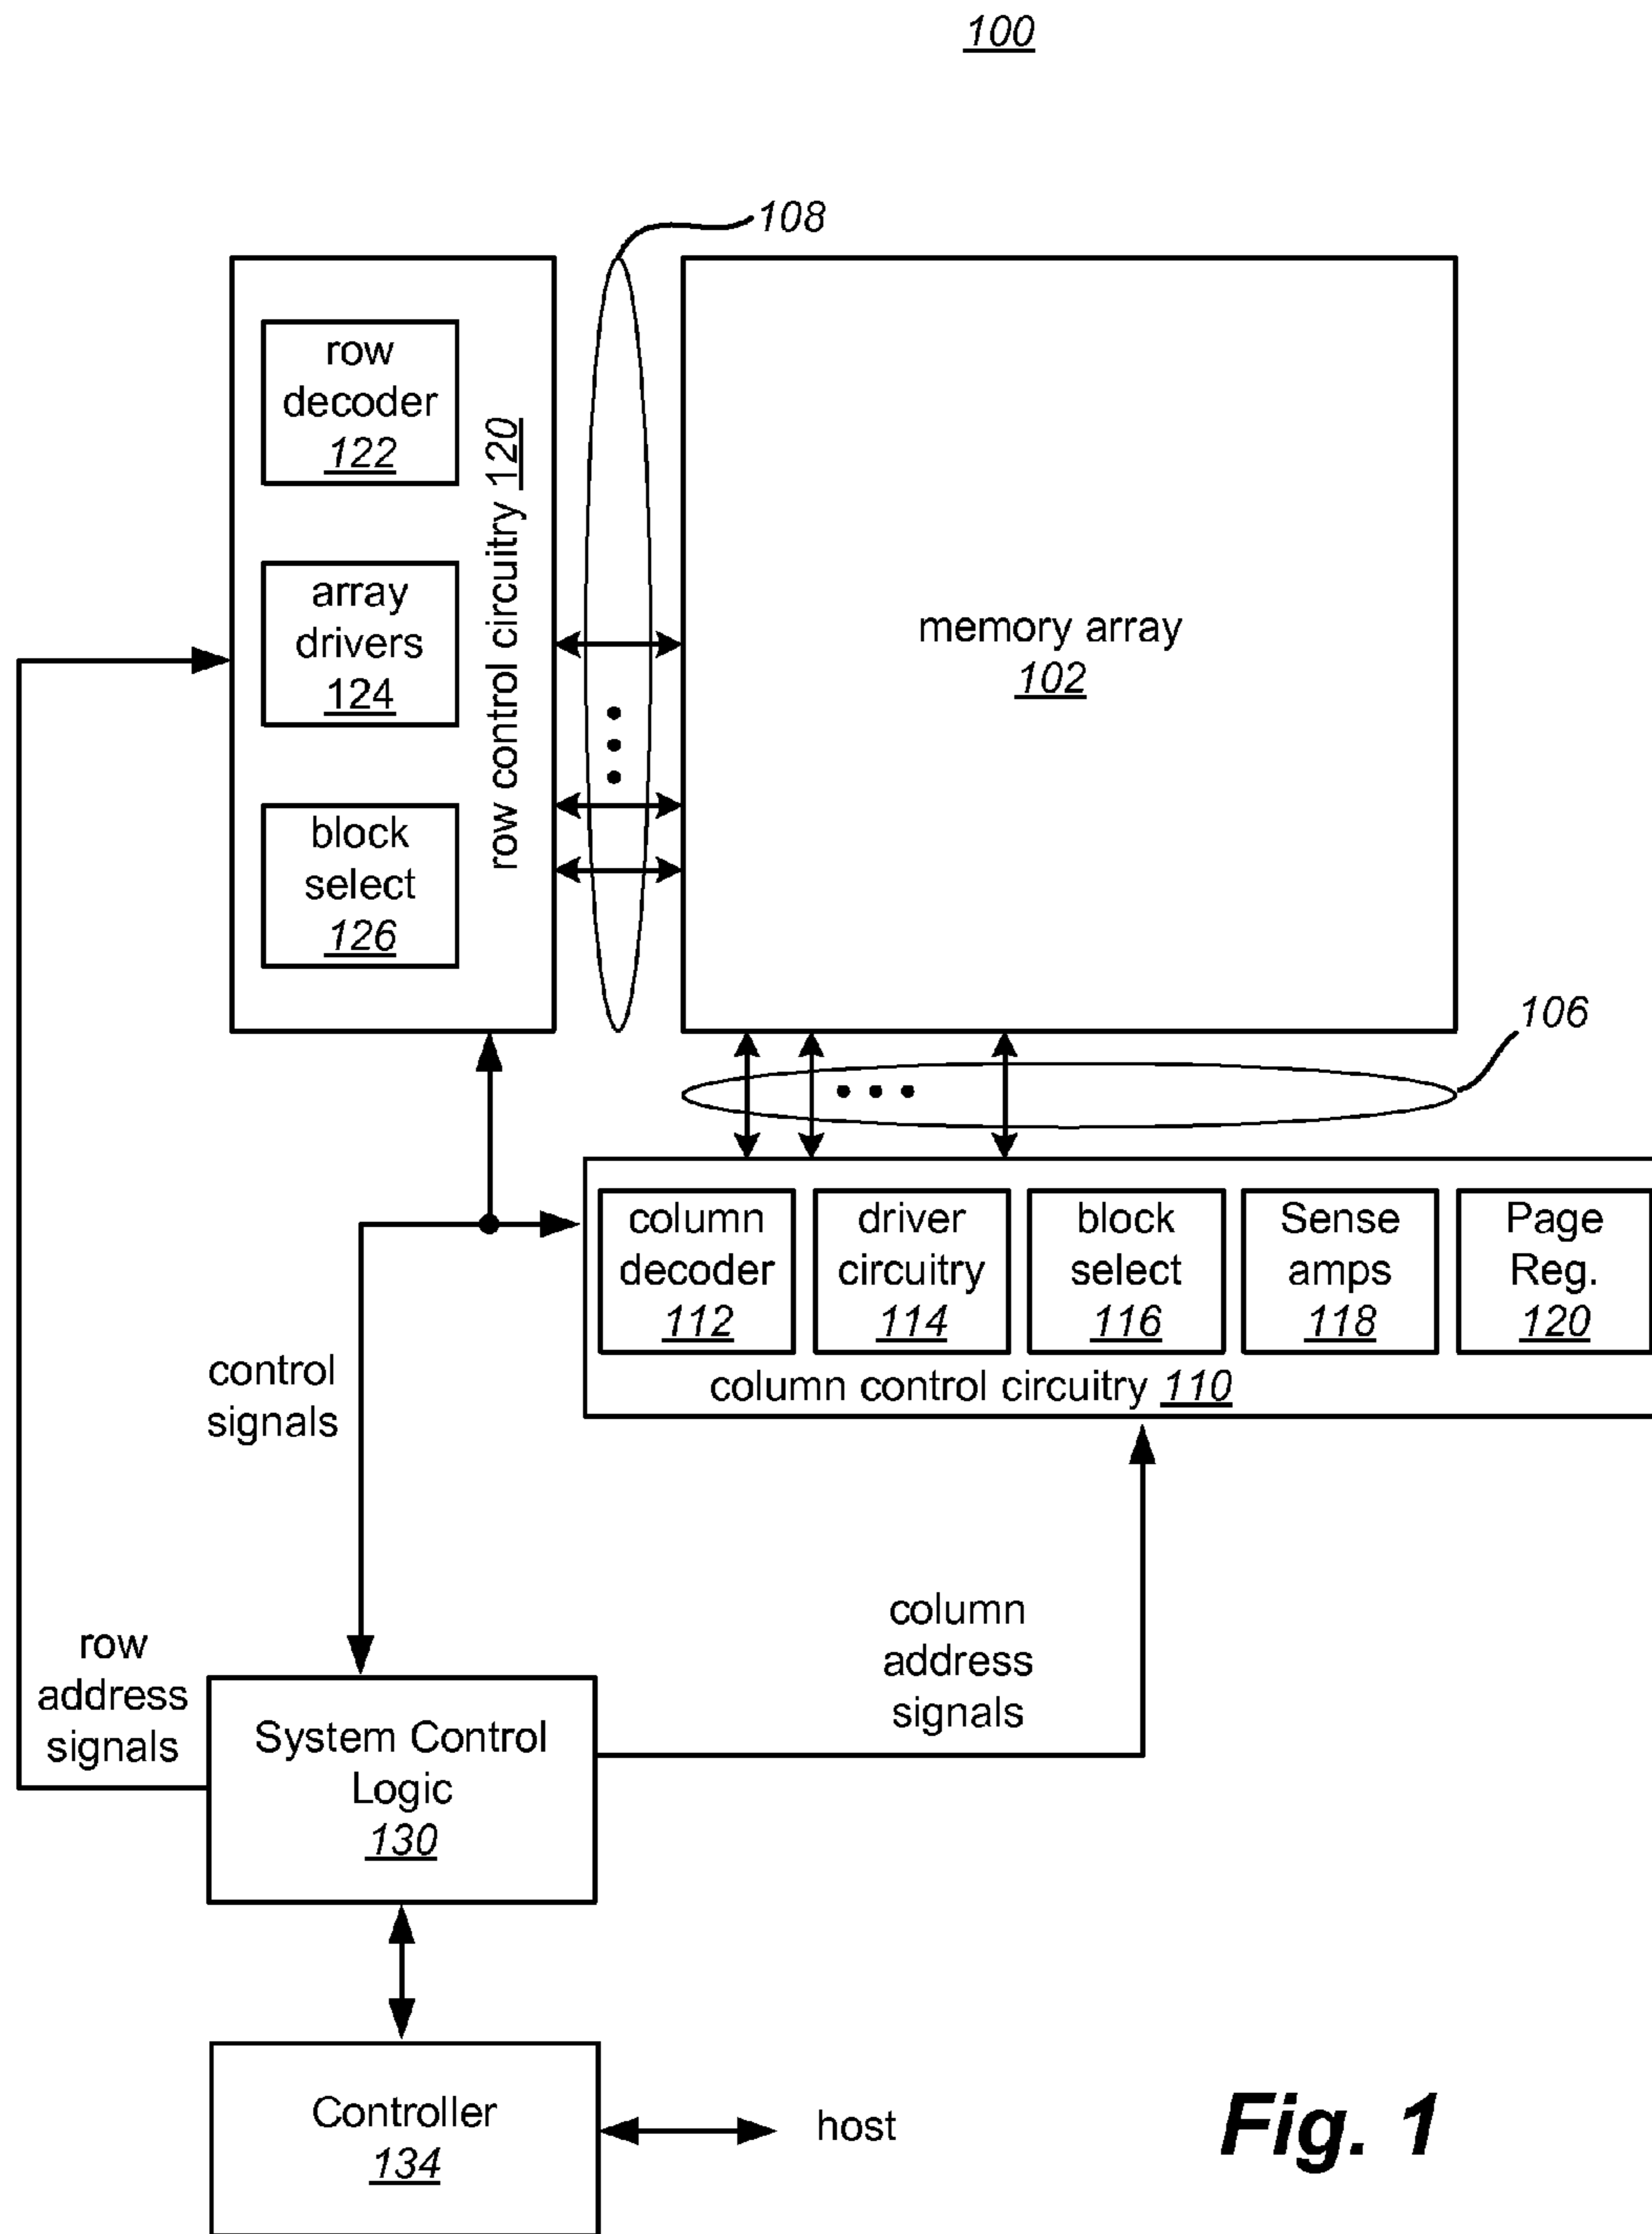 100
108
row
decoder
122
array
drivers
124
block
select
126
row control circuitry 120
memory array
102
106
column
decoder
112
driver
circuitry
114
block
select
116
Sense
amps
118
Page
Reg.
120
column control circuitry 110
control
signals
row
address
signals
column
address
signals
System Control
Logic
130
Controller
134
host
Fig. 1